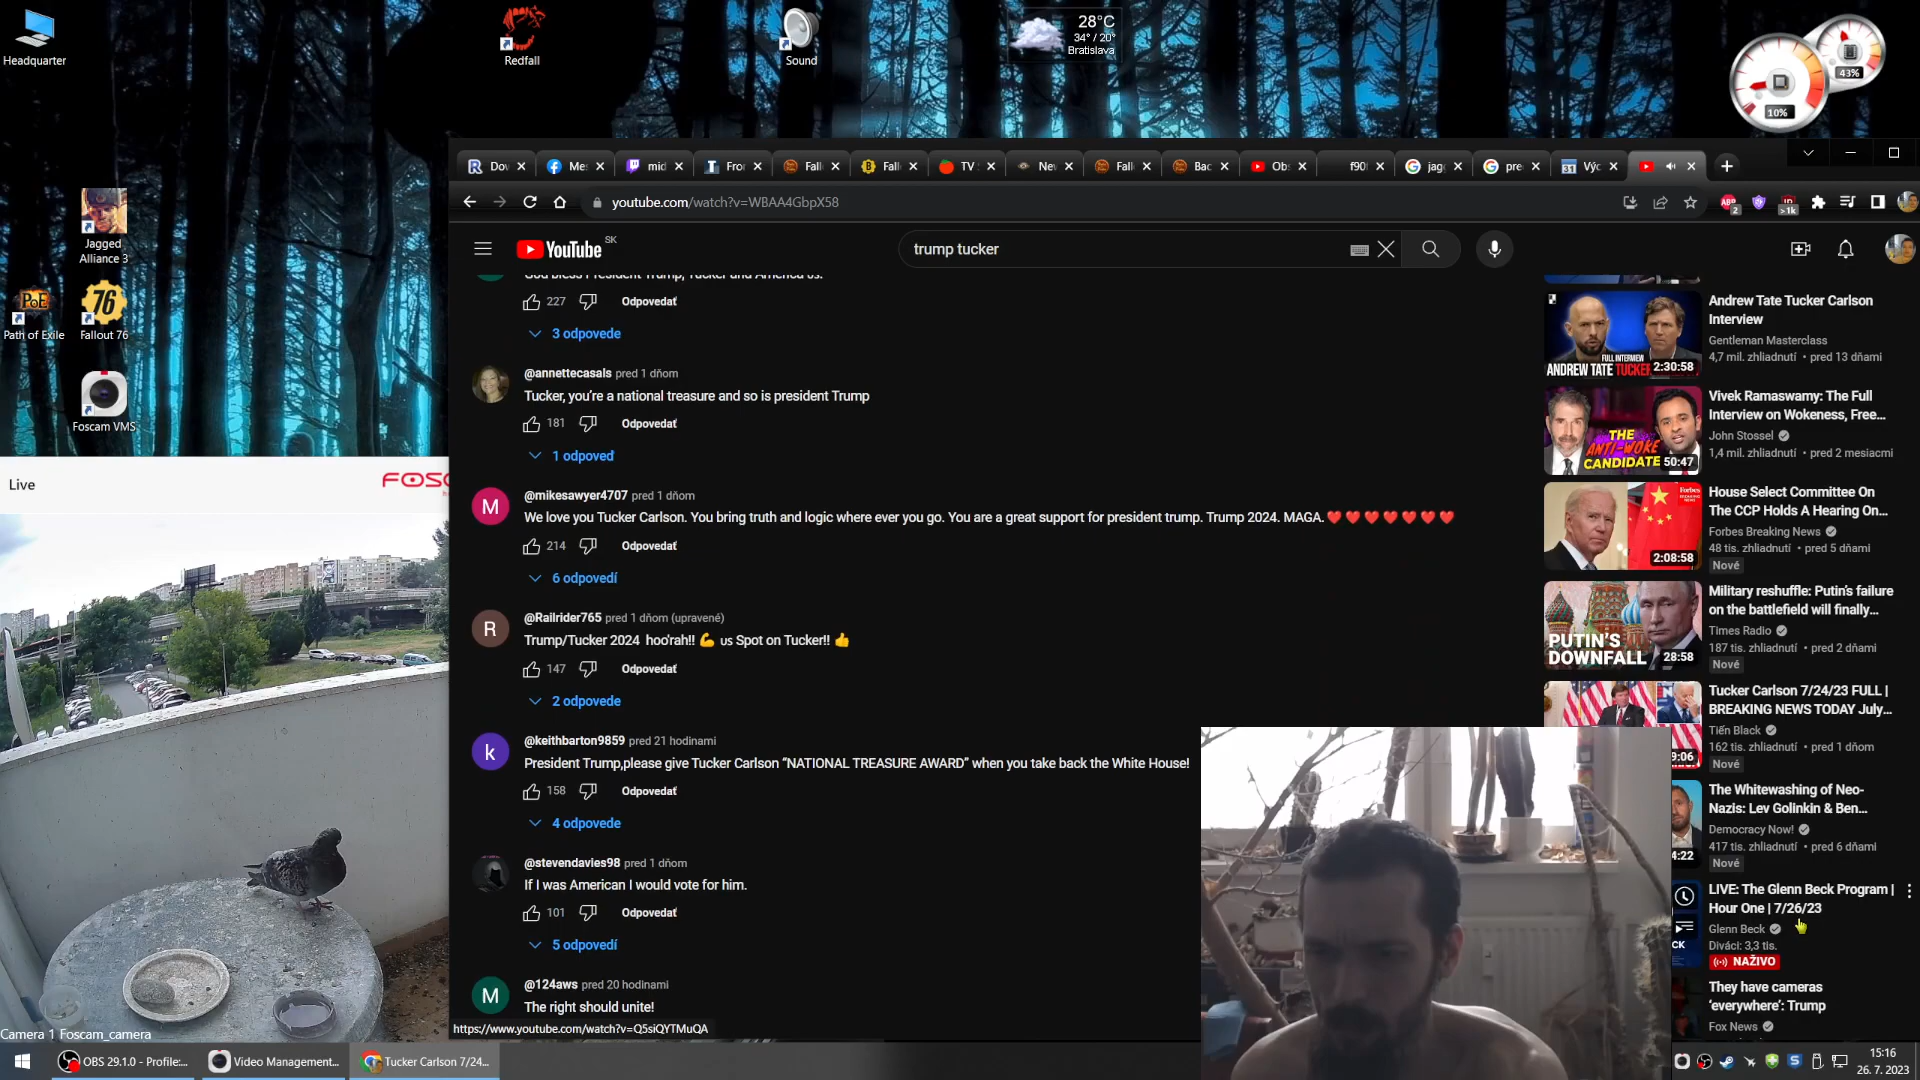 Headquarter
Redfall
Sound
28°C
34° / 20°
Bratislava
43%
10%
Jagged
Alliance 3
Path of Exile
Fallout 76
Foscam VMS
Live
FOSC
Camera 1 Foscam_camera
Dov
Mes
mid
Fror
Fall
Fall
TV
Nev
Fall
Bac
Obs
f90
jag
pre
Výc
youtube.com/watch?v=WBAA4GbpX58
2
>1k
YouTube SK
trump tucker
God bless President Trump, Tucker and America us.
227
Odpovedať
3 odpovede
@annettecasals pred 1 dňom
Tucker, you're a national treasure and so is president Trump
181
Odpovedať
1 odpoveď
M
@mikesawyer4707 pred 1 dňom
We love you Tucker Carlson. You bring truth and logic where ever you go. You are a great support for president trump. Trump 2024. MAGA.❤️❤️❤️❤️❤️❤️❤️
214
Odpovedať
6 odpovedí
R
@Railrider765 pred 1 dňom (upravené)
Trump/Tucker 2024 hoo'rah!! 💪 us Spot on Tucker!! 👍
147
Odpovedať
2 odpovede
k
@keithbarton9859 pred 21 hodinami
President Trump,please give Tucker Carlson “NATIONAL TREASURE AWARD” when you take back the White House!
158
Odpovedať
4 odpovede
@stevendavies98 pred 1 dňom
If I was American I would vote for him.
101
Odpovedať
5 odpovedí
M
@124aws pred 20 hodinami
The right should unite!
https://www.youtube.com/watch?v=Q5siQYTMuQA
FULL INTERVIEW
ANDREW TATE TUCKER
2:30:58
Andrew Tate Tucker Carlson
Interview
Gentleman Masterclass
4,7 mil. zhliadnutí • pred 13 dňami
THE
ANTI-WOKE
CANDIDATE
50:47
Vivek Ramaswamy: The Full
Interview on Wokeness, Free...
John Stossel
1,4 mil. zhliadnutí • pred 2 mesiacmi
Forbes
2:08:58
House Select Committee On
The CCP Holds A Hearing On...
Forbes Breaking News
48 tis. zhliadnutí • pred 5 dňami
Nové
PUTIN'S
DOWNFALL
28:58
Military reshuffle: Putin's failure
on the battlefield will finally...
Times Radio
187 tis. zhliadnutí • pred 2 dňami
Nové
9:06
Tucker Carlson 7/24/23 FULL |
BREAKING NEWS TODAY July...
Tiến Black
162 tis. zhliadnutí • pred 1 dňom
Nové
4:22
The Whitewashing of Neo-
Nazis: Lev Golinkin & Ben...
Democracy Now!
417 tis. zhliadnutí • pred 6 dňami
Nové
CK
LIVE: The Glenn Beck Program |
Hour One | 7/26/23
Glenn Beck
Diváci: 3,3 tis.
NAŽIVO
They have cameras
‘everywhere’: Trump
Fox News
OBS 29.1.0 - Profile:...
Video Management...
Tucker Carlson 7/24...
15:16
26. 7. 2023